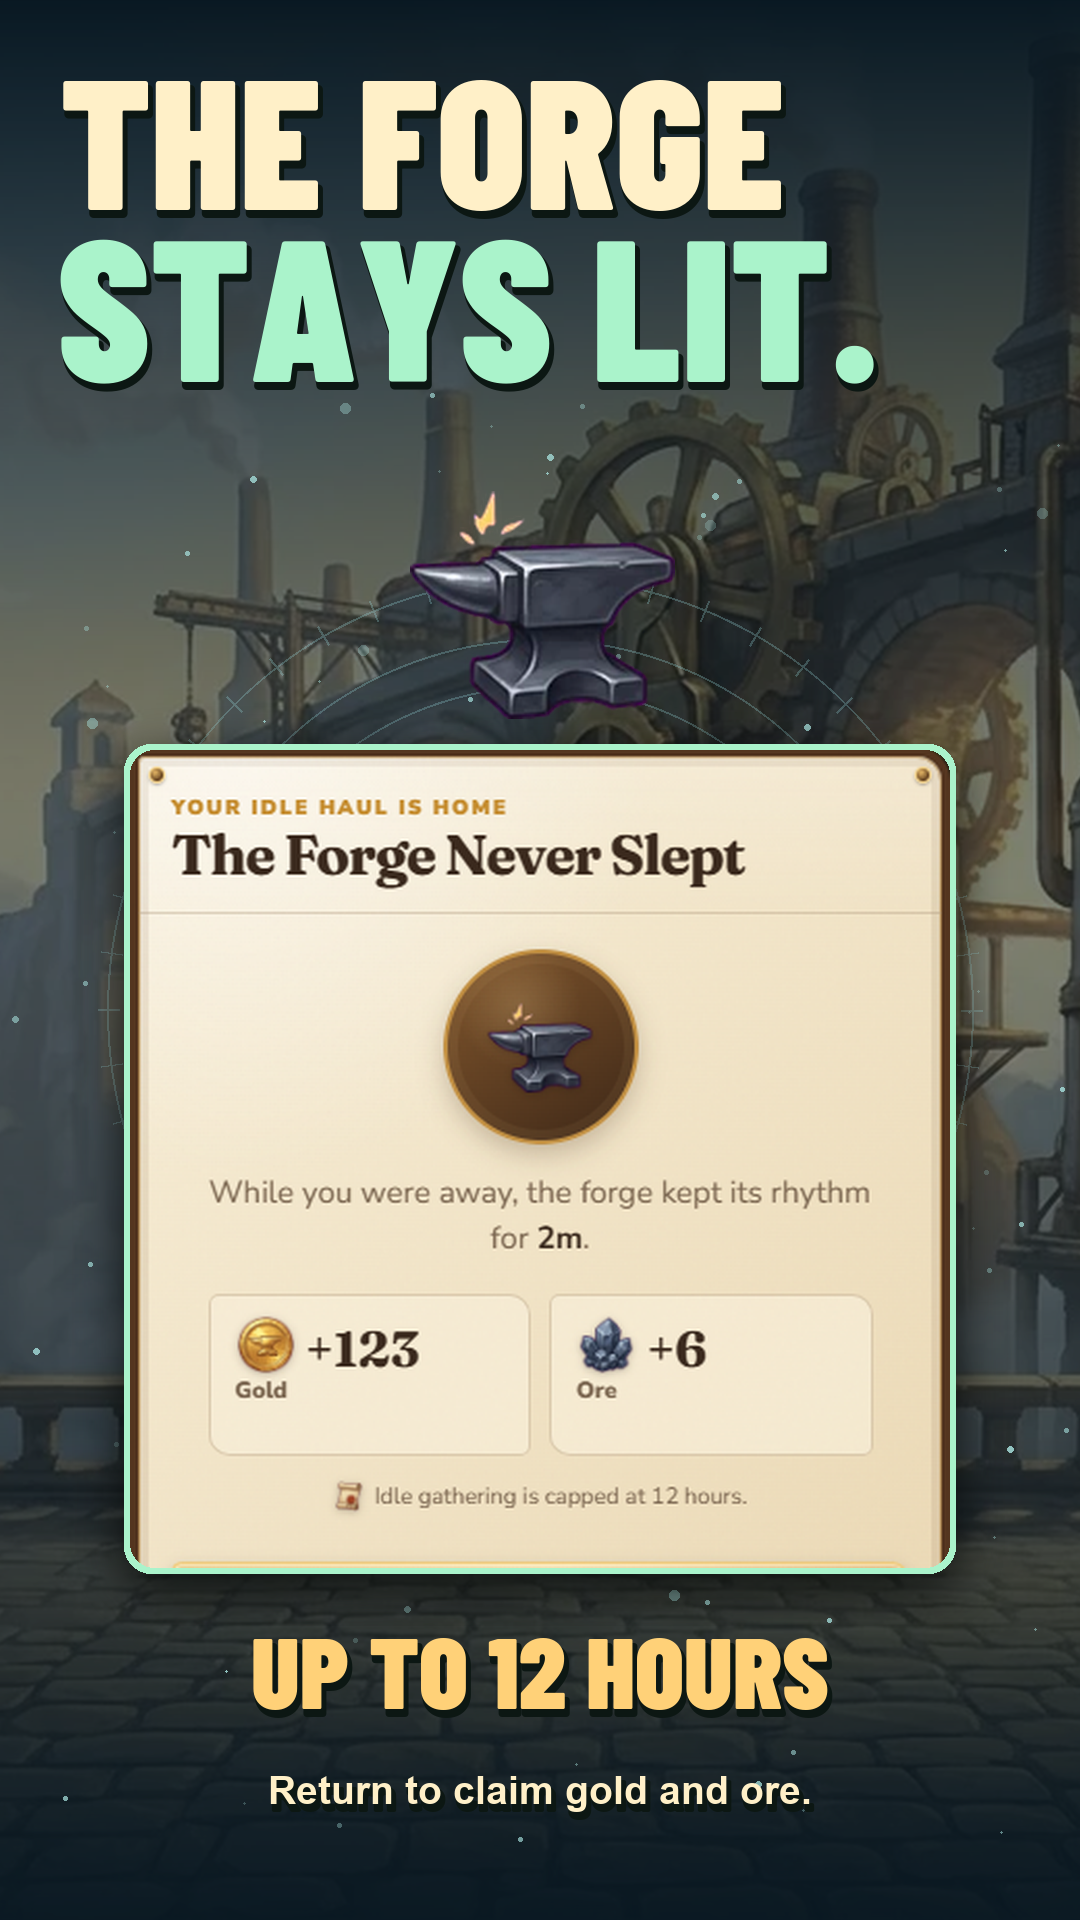 THE FORGE
STAYS LIT.
YOUR IDLE HAUL IS HOME
The Forge Never Slept
While you were away, the forge kept its rhythm
for 2m.
+123
Gold
+6
Ore
Idle gathering is capped at 12 hours.
UP TO 12 HOURS
Return to claim gold and ore.